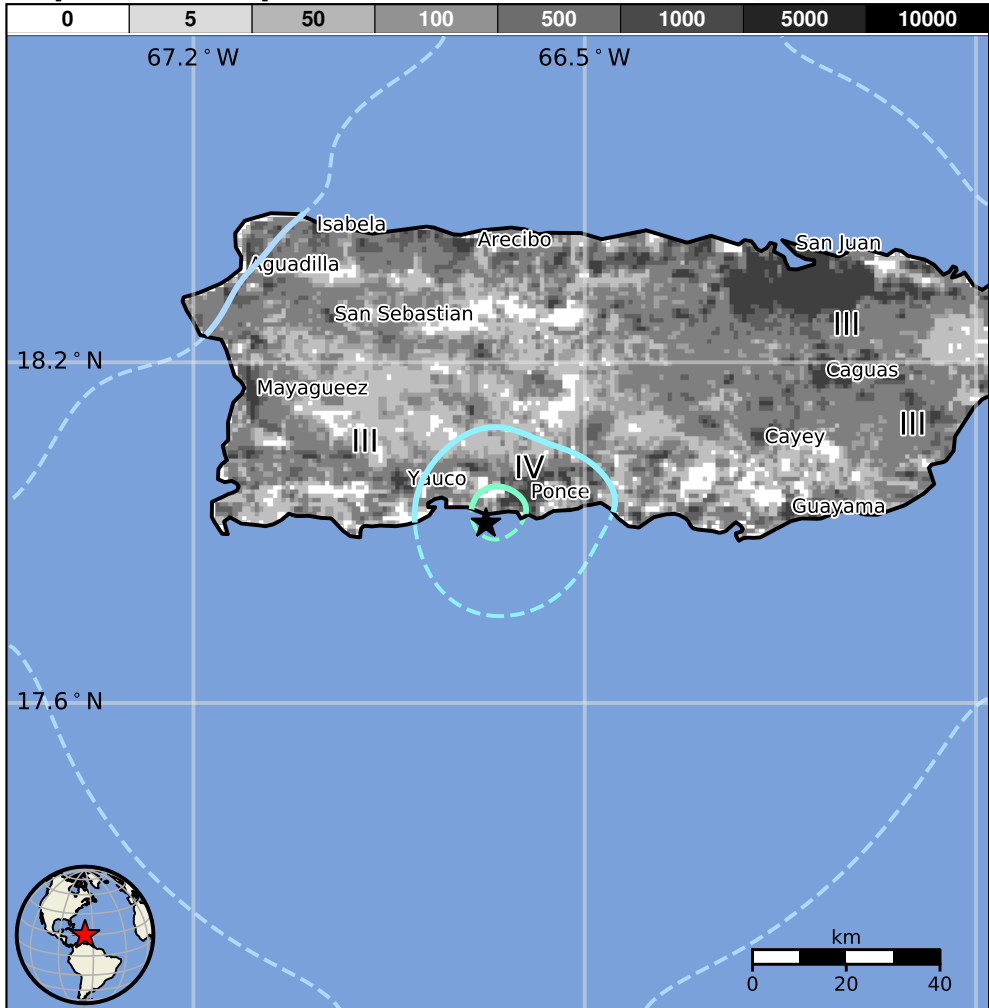 0 5 50 100 500 1000 5000 10000
67.2°W 66.5°W
Isabela
Arecibo
San Juan
Aguadilla
San Sebastian
III
18.2°N
Caguas
Mayagueez
III
Cayey
III
IV
Yauco
Ponce
Guayama
17.6°N
km
0 20 40